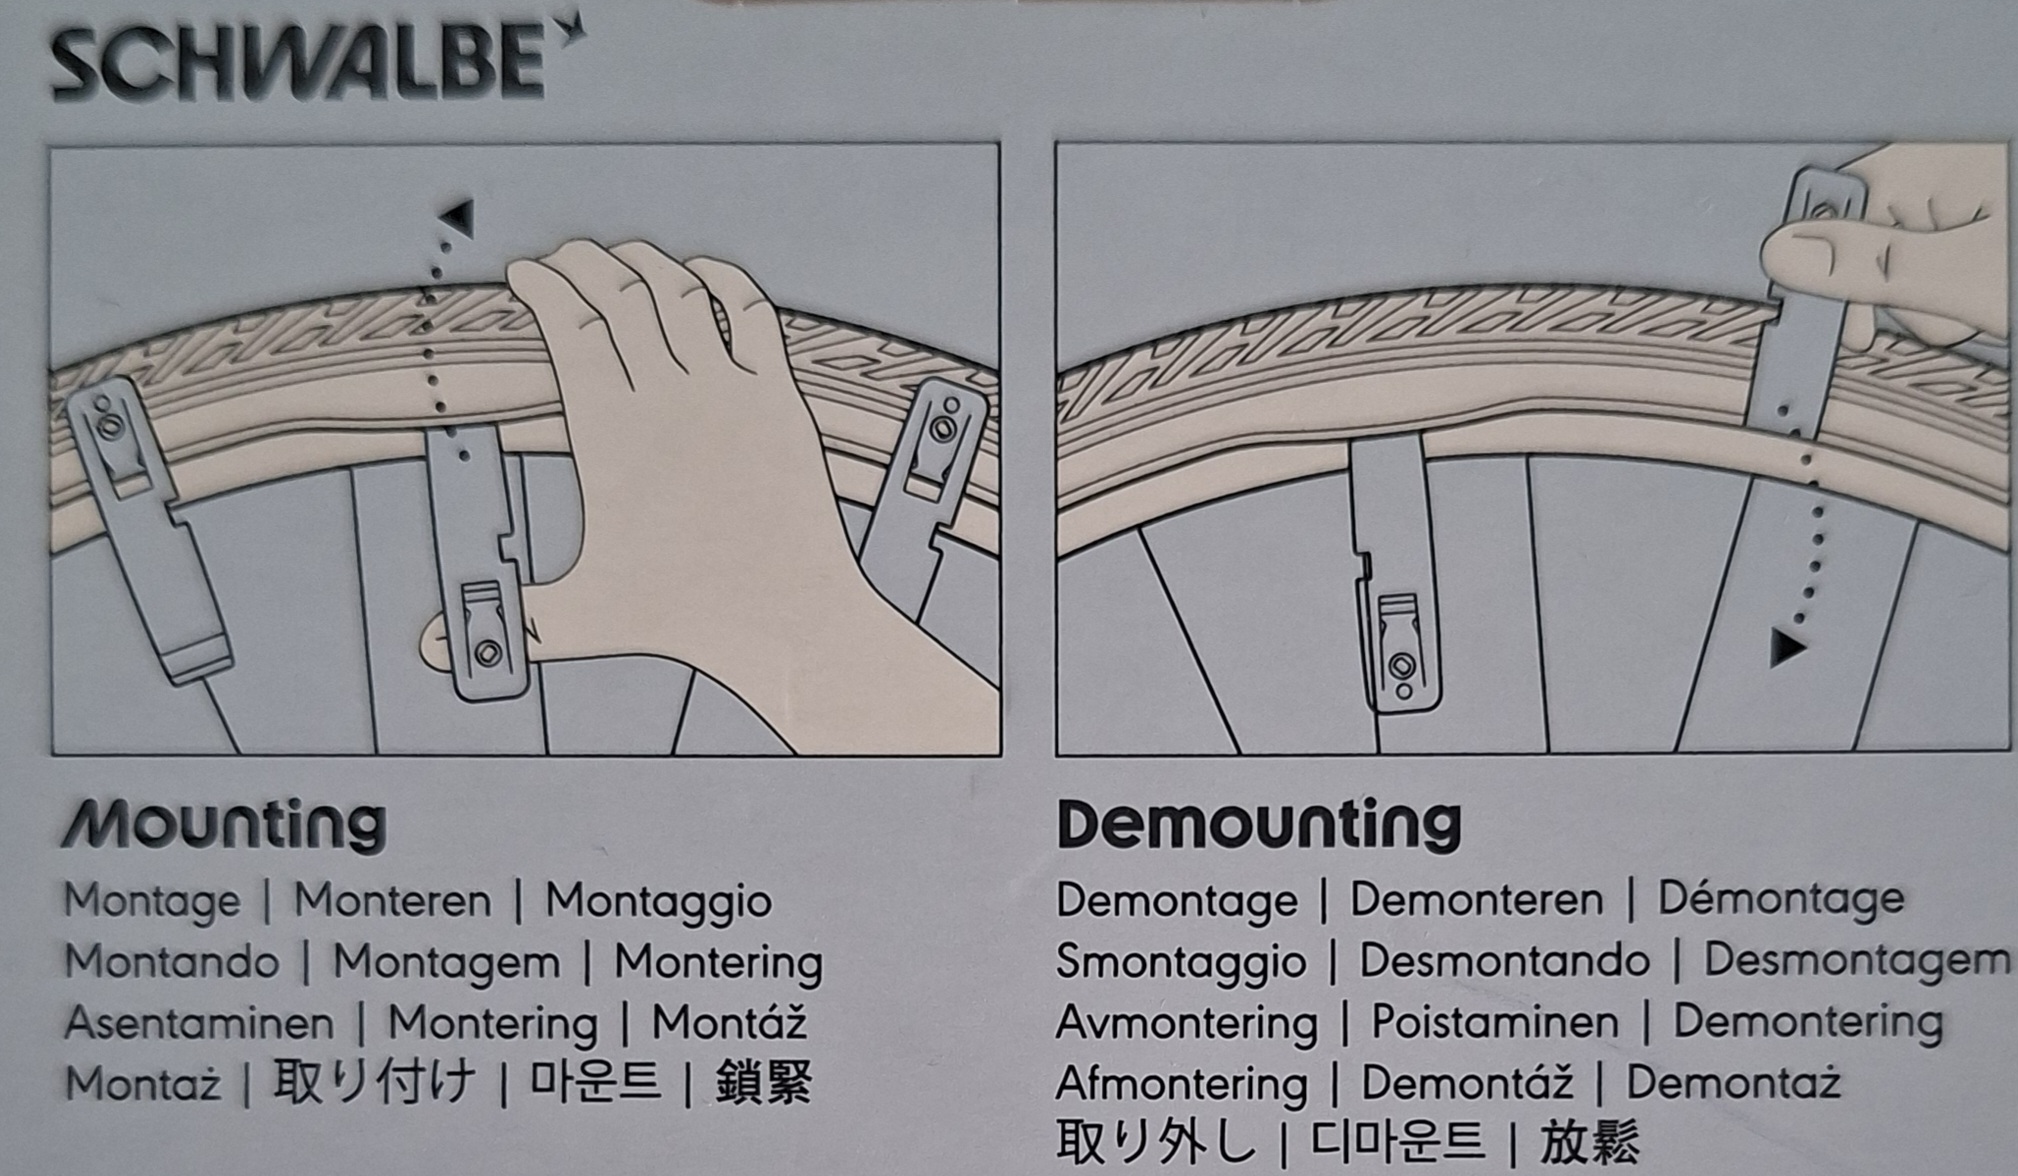 SCHWALBE
Mounting
Montage | Monteren | Montaggio
Montando | Montagem | Montering
Asentaminen | Montering | Montáž
Montaż | 取り付け | 마운트 | 鎖緊
Demounting
Demontage | Demonteren | Démontage
Smontaggio | Desmontando | Desmontagem
Avmontering | Poistaminen | Demontering
Afmontering | Demontáž | Demontaż
取り外し | 디마운트 | 放鬆